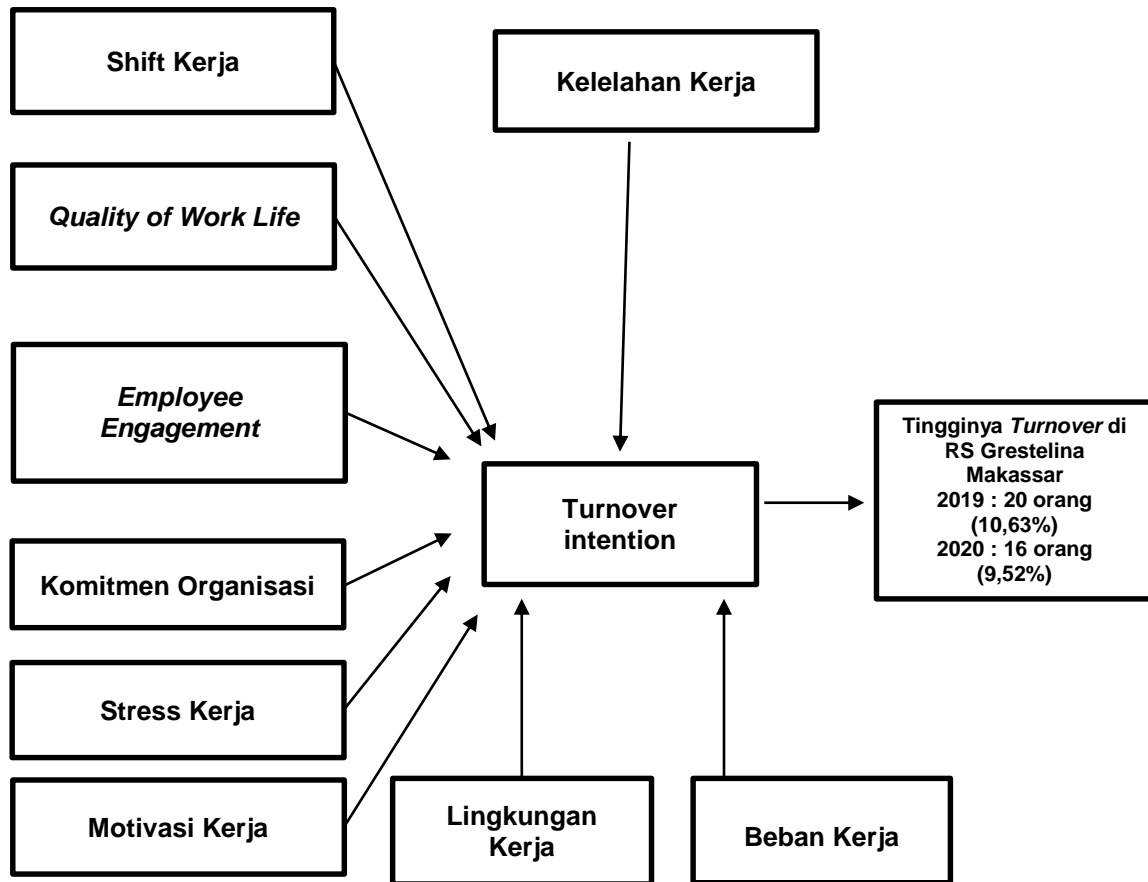 Shift Kerja
Kelelahan Kerja
Quality of Work Life
Employee
Engagement
Tingginya Turnover di
RS Grestelina
Makassar
2019 : 20 orang
(10,63%)
2020 : 16 orang
(9,52%)
Turnover
intention
Komitmen Organisasi
Stress Kerja
Motivasi Kerja
Lingkungan
Kerja
Beban Kerja